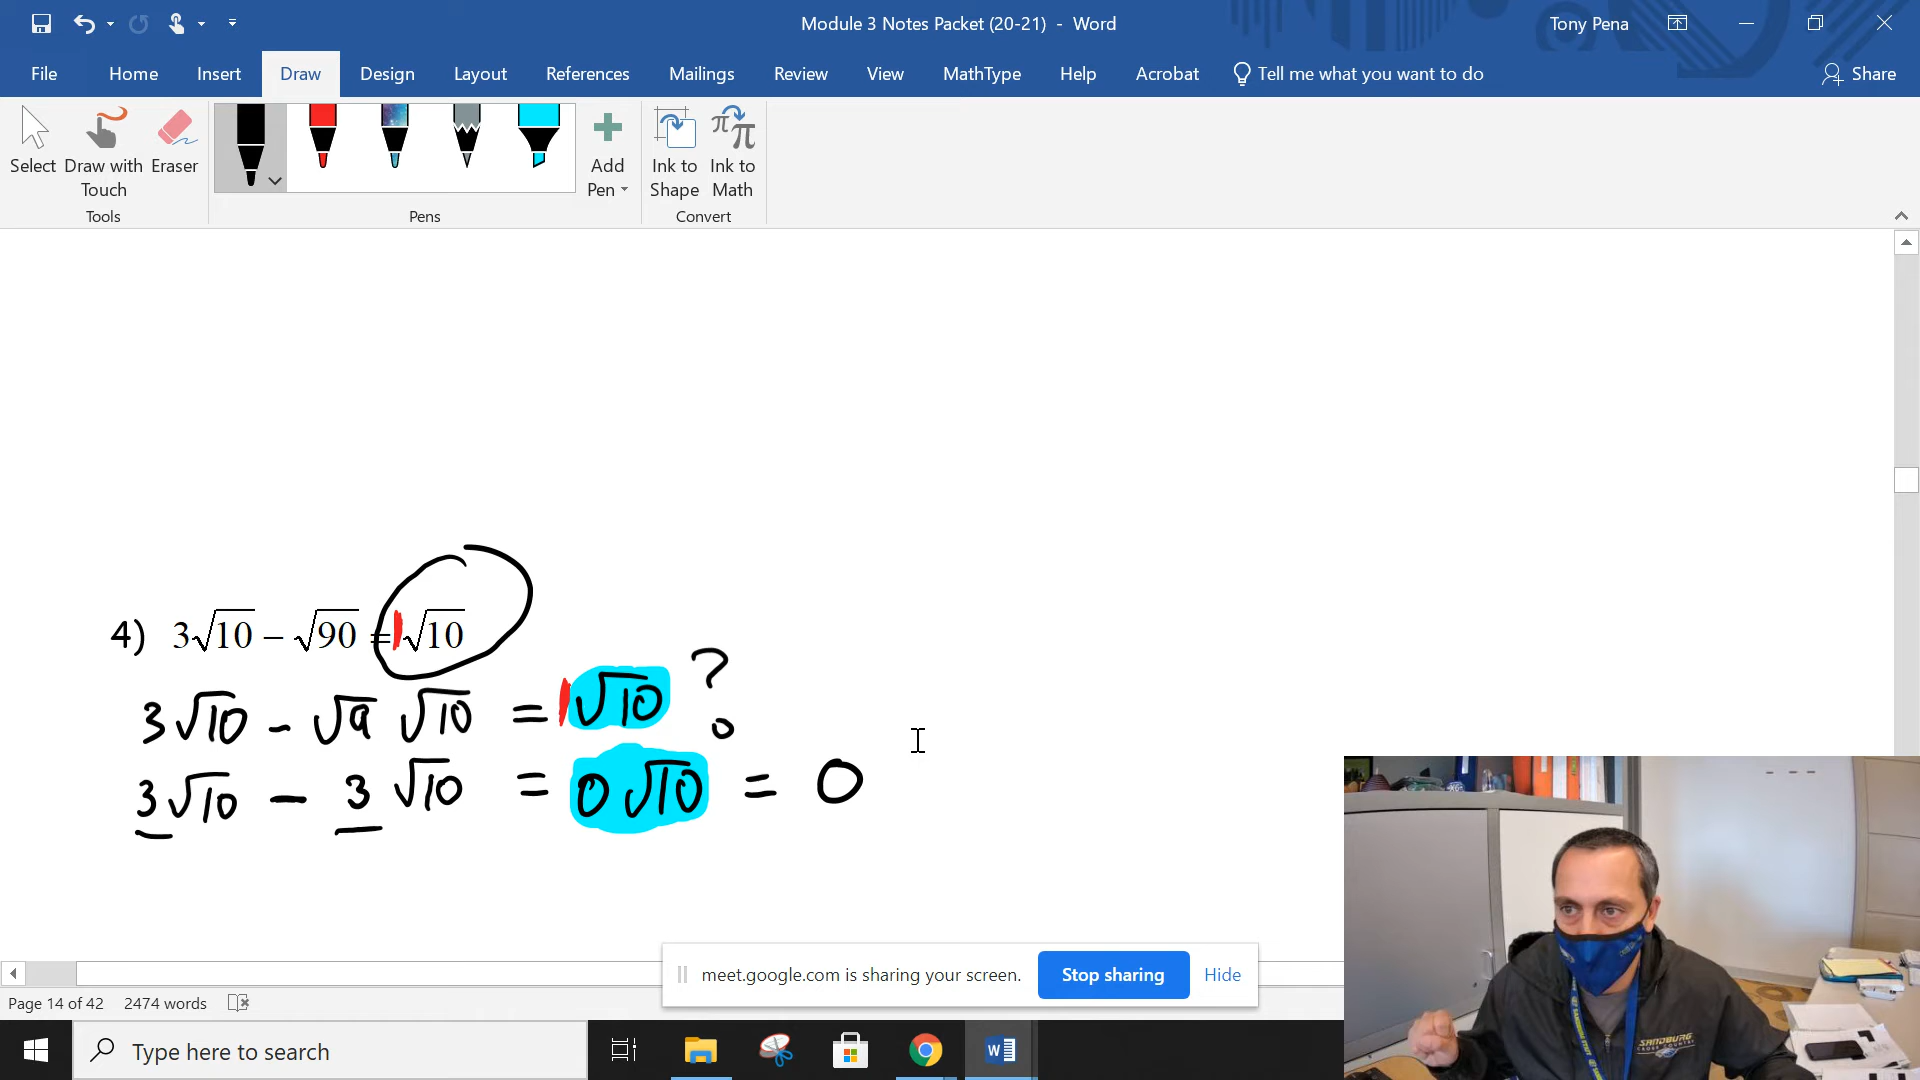 Module 3 Notes Packet (20-21) - Word
Tony Pena
File Home Insert Draw Design Layout References Mailings Review View MathType Help Acrobat Tell me what you want to do Share
Select Draw with Touch Eraser Add Pen Ink to Shape Ink to Math
Tools Pens Convert
4) 3√10 − √90 = 1√10
3√10 - √9 √10 = 1√10 ?
3√10 - 3 √10 = 0√10 = 0
SANDBURG
CROSS COUNTRY
meet.google.com is sharing your screen. Stop sharing Hide
Page 14 of 42 2474 words
Type here to search